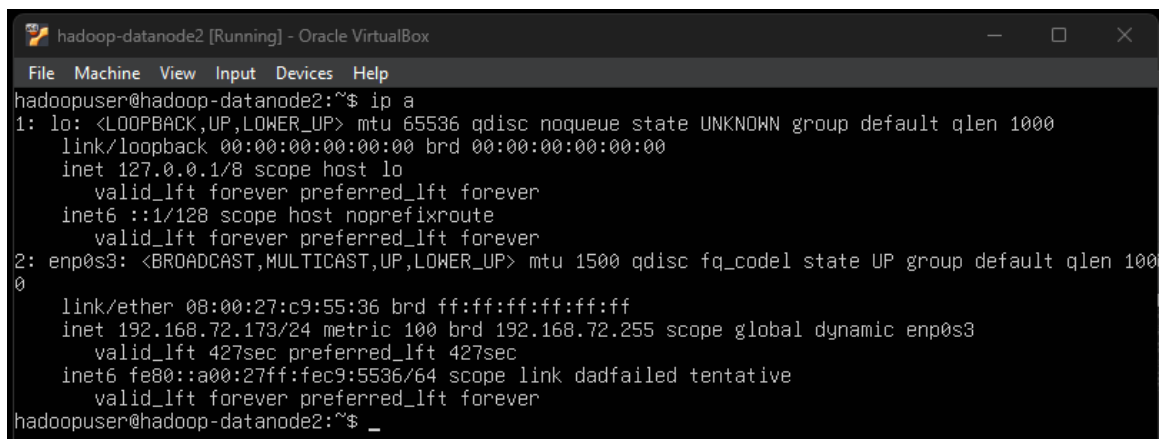 hadoop-datanode2 [Running] - Oracle VirtualBox
File Machine View Input Devices Help
hadoopuser@hadoop-datanode2:~$ ip a
1: lo: <LOOPBACK,UP,LOWER_UP> mtu 65536 qdisc noqueue state UNKNOWN group default qlen 1000
    link/loopback 00:00:00:00:00:00 brd 00:00:00:00:00:00
    inet 127.0.0.1/8 scope host lo
       valid_lft forever preferred_lft forever
    inet6 ::1/128 scope host noprefixroute
       valid_lft forever preferred_lft forever
2: enp0s3: <BROADCAST,MULTICAST,UP,LOWER_UP> mtu 1500 qdisc fq_codel state UP group default qlen 100
0
    link/ether 08:00:27:c9:55:36 brd ff:ff:ff:ff:ff:ff
    inet 192.168.72.173/24 metric 100 brd 192.168.72.255 scope global dynamic enp0s3
       valid_lft 427sec preferred_lft 427sec
    inet6 fe80::a00:27ff:fec9:5536/64 scope link dadfailed tentative
       valid_lft forever preferred_lft forever
hadoopuser@hadoop-datanode2:~$ _